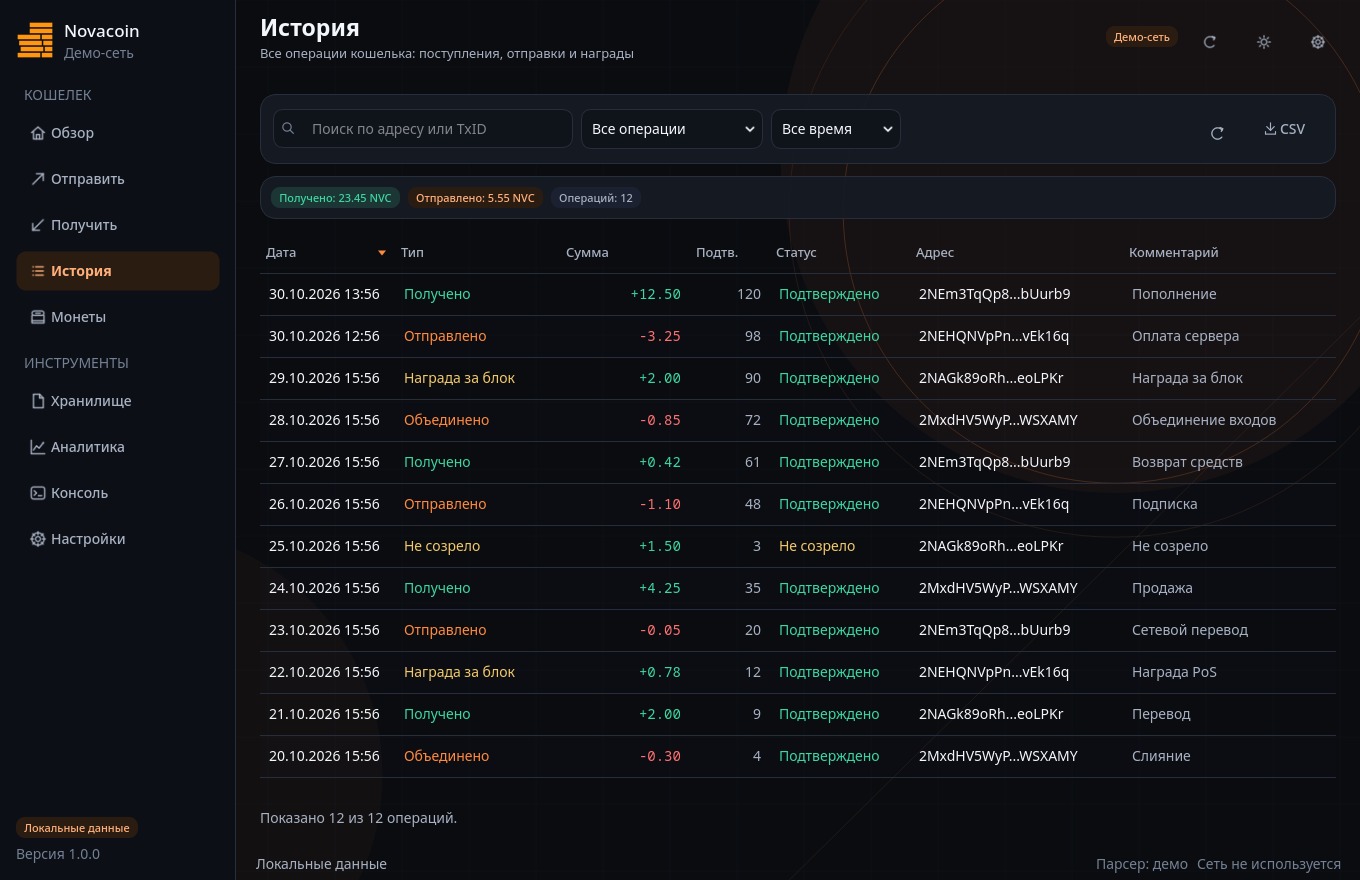 Novacoin
Демо-сеть
КОШЕЛЕК
Обзор
Отправить
Получить
История
Монеты
ИНСТРУМЕНТЫ
Хранилище
Аналитика
Консоль
Настройки
Локальные данные
Версия 1.0.0
История
Все операции кошелька: поступления, отправки и награды
Демо-сеть
Поиск по адресу или TxID Все операции Все время CSV
Получено: 23.45 NVC Отправлено: 5.55 NVC Операций: 12
Дата Тип Сумма Подтв. Статус Адрес Комментарий
30.10.2026 13:56 Получено +12.50 120 Подтверждено 2NEm3TqQp8...bUurb9 Пополнение
30.10.2026 12:56 Отправлено -3.25 98 Подтверждено 2NEHQNVpPn...vEk16q Оплата сервера
29.10.2026 15:56 Награда за блок +2.00 90 Подтверждено 2NAGk89oRh...eoLPKr Награда за блок
28.10.2026 15:56 Объединено -0.85 72 Подтверждено 2MxdHV5WyP...WSXAMY Объединение входов
27.10.2026 15:56 Получено +0.42 61 Подтверждено 2NEm3TqQp8...bUurb9 Возврат средств
26.10.2026 15:56 Отправлено -1.10 48 Подтверждено 2NEHQNVpPn...vEk16q Подписка
25.10.2026 15:56 Не созрело +1.50 3 Не созрело 2NAGk89oRh...eoLPKr Не созрело
24.10.2026 15:56 Получено +4.25 35 Подтверждено 2MxdHV5WyP...WSXAMY Продажа
23.10.2026 15:56 Отправлено -0.05 20 Подтверждено 2NEm3TqQp8...bUurb9 Сетевой перевод
22.10.2026 15:56 Награда за блок +0.78 12 Подтверждено 2NEHQNVpPn...vEk16q Награда PoS
21.10.2026 15:56 Получено +2.00 9 Подтверждено 2NAGk89oRh...eoLPKr Перевод
20.10.2026 15:56 Объединено -0.30 4 Подтверждено 2MxdHV5WyP...WSXAMY Слияние
Показано 12 из 12 операций.
Локальные данные Парсер: демо Сеть не используется